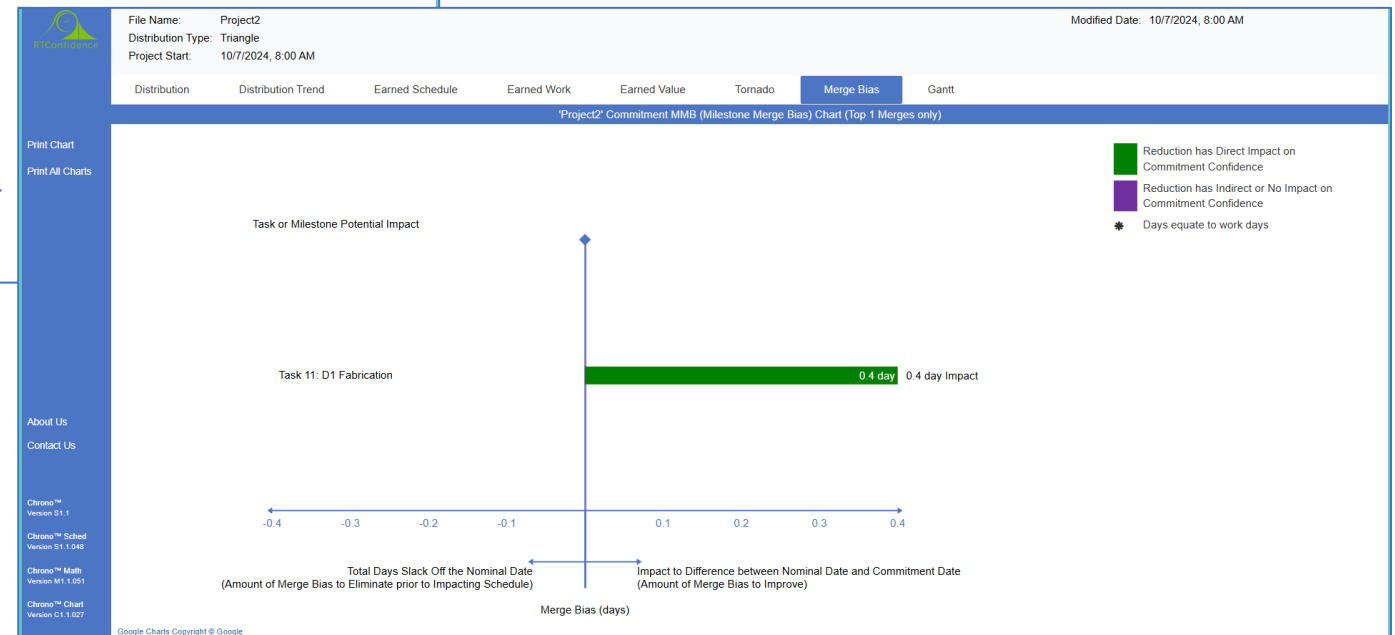 RTConfidence
File Name: Project2
Distribution Type: Triangle
Project Start: 10/7/2024, 8:00 AM
Modified Date: 10/7/2024, 8:00 AM
Distribution Distribution Trend Earned Schedule Earned Work Earned Value Tornado Merge Bias Gantt
'Project2' Commitment MMB (Milestone Merge Bias) Chart (Top 1 Merges only)
Print Chart
Print All Charts
Reduction has Direct Impact on
Commitment Confidence
Reduction has Indirect or No Impact on
Commitment Confidence
Days equate to work days
Task or Milestone Potential Impact
Task 11: D1 Fabrication
0.4 day
0.4 day Impact
-0.4 -0.3 -0.2 -0.1 0.1 0.2 0.3 0.4
Total Days Slack Off the Nominal Date
(Amount of Merge Bias to Eliminate prior to Impacting Schedule)
Impact to Difference between Nominal Date and Commitment Date
(Amount of Merge Bias to Improve)
Merge Bias (days)
About Us
Contact Us
Chrono™
Version S1.1
Chrono™ Sched
Version S1.1.048
Chrono™ Math
Version M1.1.051
Chrono™ Chart
Version C1.1.027
Google Charts Copyright © Google